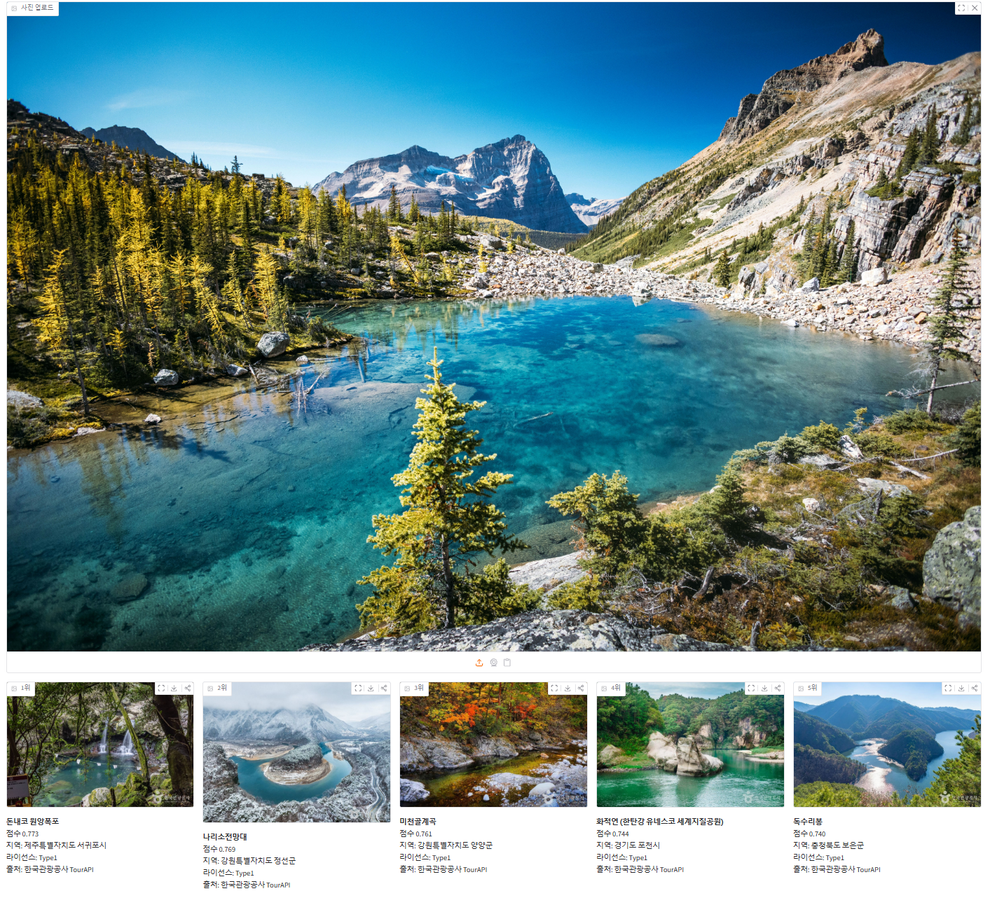 사진 업로드
1위
2위
3위
4위
5위
돈내코 원앙폭포
점수 0.773
지역: 제주특별자치도 서귀포시
라이선스: Type1
출처: 한국관광공사 TourAPI
나리소전망대
점수 0.769
지역: 강원특별자치도 정선군
라이선스: Type1
출처: 한국관광공사 TourAPI
미천골계곡
점수 0.761
지역: 강원특별자치도 양양군
라이선스: Type1
출처: 한국관광공사 TourAPI
화적연 (한탄강 유네스코 세계지질공원)
점수 0.744
지역: 경기도 포천시
라이선스: Type1
출처: 한국관광공사 TourAPI
독수리봉
점수 0.740
지역: 충청북도 보은군
라이선스: Type1
출처: 한국관광공사 TourAPI